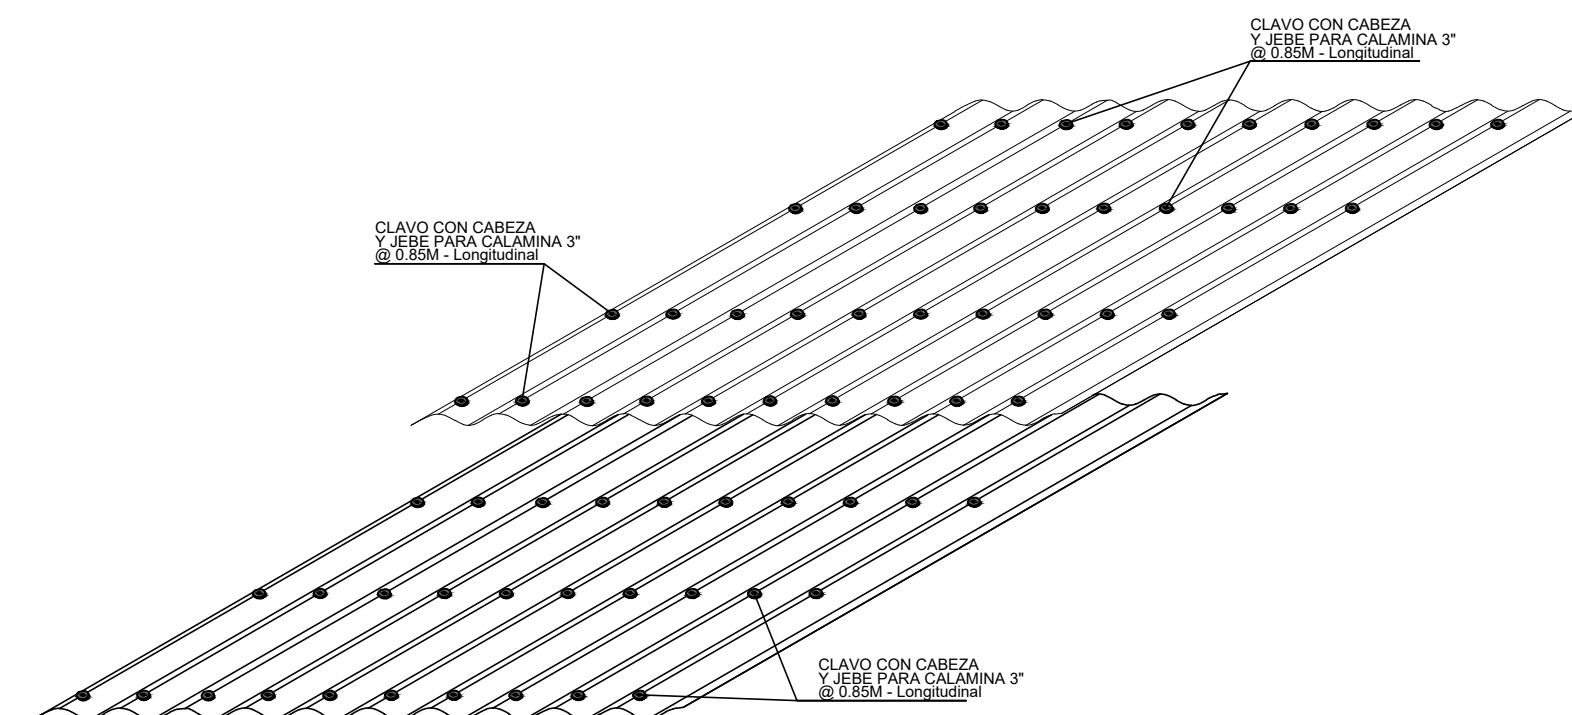 CLAVO CON CABEZA
Y JEBE PARA CALAMINA 3"
@ 0.85M - Longitudinal
CLAVO CON CABEZA
Y JEBE PARA CALAMINA 3"
@ 0.85M - Longitudinal
CLAVO CON CABEZA
Y JEBE PARA CALAMINA 3"
@ 0.85M - Longitudinal